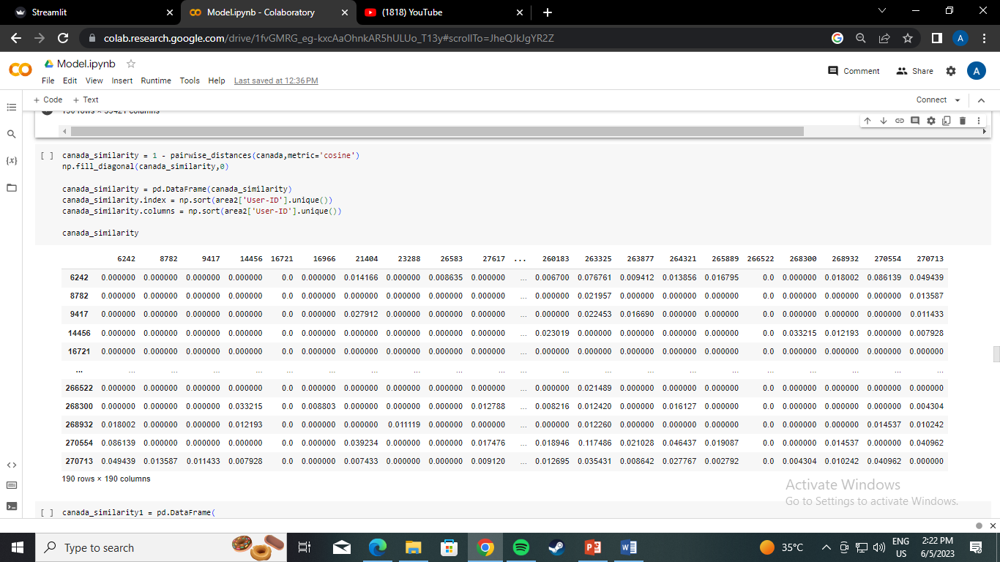 Streamlit
Model.ipynb - Colaboratory
(1818) YouTube
colab.research.google.com/drive/1fvGMRG_eg-kxcAaOhnkAR5hULUo_T13y#scrollTo=JheQJkJgYR2Z
A
Model.ipynb
File Edit View Insert Runtime Tools Help Last saved at 12:36 PM
Comment Share A
+ Code + Text
Connect
{x}
[ ] canada_similarity = 1 - pairwise_distances(canada,metric='cosine')
np.fill_diagonal(canada_similarity,0)
canada_similarity = pd.DataFrame(canada_similarity)
canada_similarity.index = np.sort(area2['User-ID'].unique())
canada_similarity.columns = np.sort(area2['User-ID'].unique())
canada_similarity
6242 8782 9417 14456 16721 16966 21404 23288 26583 27617 ... 260183 263325 263877 264321 265889 266522 268300 268932 270554 270713
6242 0.000000 0.000000 0.000000 0.000000 0.0 0.000000 0.014166 0.000000 0.008635 0.000000 ... 0.006700 0.076761 0.009412 0.013856 0.016795 0.0 0.000000 0.018002 0.086139 0.049439
8782 0.000000 0.000000 0.000000 0.000000 0.0 0.000000 0.000000 0.000000 0.000000 0.000000 ... 0.000000 0.021957 0.000000 0.000000 0.000000 0.0 0.000000 0.000000 0.000000 0.013587
9417 0.000000 0.000000 0.000000 0.000000 0.0 0.000000 0.027912 0.000000 0.000000 0.000000 ... 0.000000 0.022453 0.016690 0.000000 0.000000 0.0 0.000000 0.000000 0.000000 0.011433
14456 0.000000 0.000000 0.000000 0.000000 0.0 0.000000 0.000000 0.000000 0.000000 0.000000 ... 0.023019 0.000000 0.000000 0.000000 0.000000 0.0 0.033215 0.012193 0.000000 0.007928
16721 0.000000 0.000000 0.000000 0.000000 0.0 0.000000 0.000000 0.000000 0.000000 0.000000 ... 0.000000 0.000000 0.000000 0.000000 0.000000 0.0 0.000000 0.000000 0.000000 0.000000
... ... ... ... ... ... ... ... ... ... ... ... ... ... ... ... ... ... ... ... ...
266522 0.000000 0.000000 0.000000 0.000000 0.0 0.000000 0.000000 0.000000 0.000000 0.000000 ... 0.000000 0.021489 0.000000 0.000000 0.000000 0.0 0.000000 0.000000 0.000000 0.000000
268300 0.000000 0.000000 0.000000 0.033215 0.0 0.008803 0.000000 0.000000 0.000000 0.012788 ... 0.008216 0.012420 0.000000 0.016127 0.000000 0.0 0.000000 0.000000 0.000000 0.004304
268932 0.018002 0.000000 0.000000 0.012193 0.0 0.000000 0.000000 0.011119 0.000000 0.000000 ... 0.000000 0.012260 0.000000 0.000000 0.000000 0.0 0.000000 0.000000 0.014537 0.010242
270554 0.086139 0.000000 0.000000 0.000000 0.0 0.000000 0.039234 0.000000 0.000000 0.017476 ... 0.018946 0.117486 0.021028 0.046437 0.019087 0.0 0.000000 0.014537 0.000000 0.040962
270713 0.049439 0.013587 0.011433 0.007928 0.0 0.000000 0.007433 0.000000 0.000000 0.009120 ... 0.012695 0.035431 0.008642 0.027767 0.002792 0.0 0.004304 0.010242 0.040962 0.000000
190 rows × 190 columns
Activate Windows
Go to Settings to activate Windows.
[ ] canada_similarity1 = pd.DataFrame(
Type to search
35°C
ENG
US
2:22 PM
6/5/2023